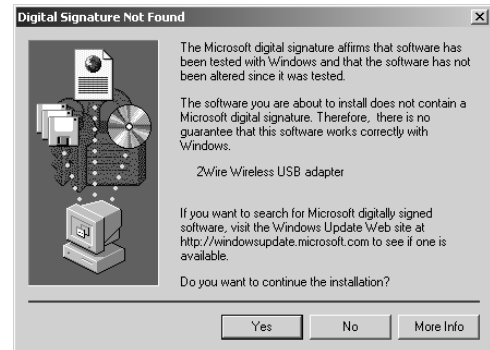 Digital Signature Not Found
The Microsoft digital signature affirms that software has
been tested with Windows and that the software has not
been altered since it was tested.
The software you are about to install does not contain a
Microsoft digital signature. Therefore, there is no
guarantee that this software works correctly with
Windows.
2Wire Wireless USB adapter
If you want to search for Microsoft digitally signed
software, visit the Windows Update Web site at
http://windowsupdate.microsoft.com to see if one is
available.
Do you want to continue the installation?
Yes No More Info